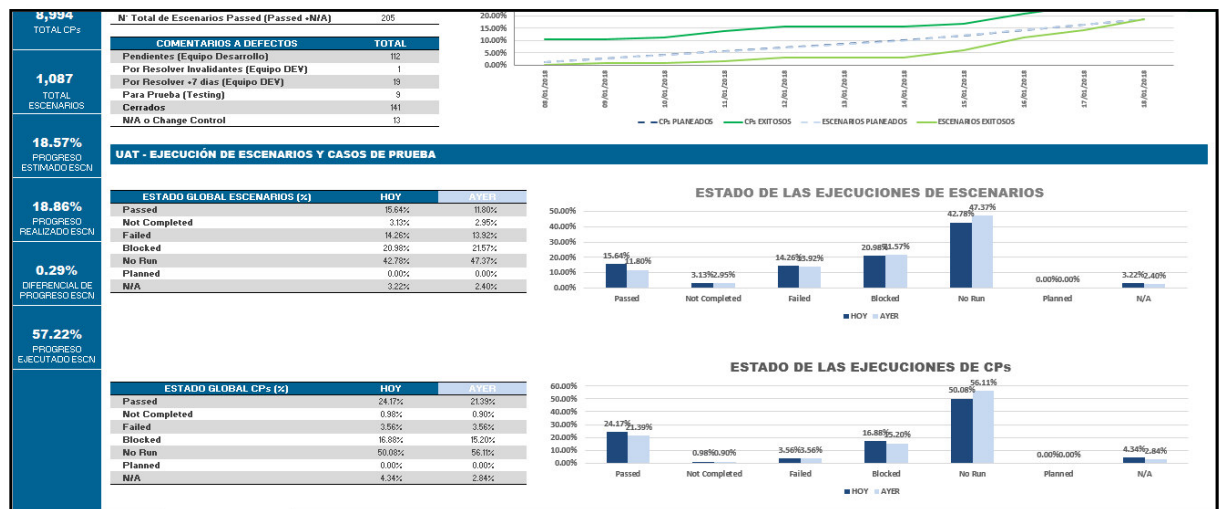 8,994
TOTAL CPs
1,087
TOTAL
ESCENARIOS
18.57%
PROGRESO
ESTIMADO ESCN
18.86%
PROGRESO
REALIZADO ESCN
0.29%
DIFERENCIAL DE
PROGRESO ESCN
57.22%
PROGRESO
EJECUTADO ESCN
N° Total de Escenarios Passed (Passed +N/A) 205
COMENTARIOS A DEFECTOS TOTAL
Pendientes (Equipo Desarrollo) 112
Por Resolver Invalidantes (Equipo DEV) 1
Por Resolver +7 dias (Equipo DEV) 19
Para Prueba (Testing) 9
Cerrados 141
N/A o Change Control 13
20.00%
15.00%
10.00%
5.00%
0.00%
08/01/2018 09/01/2018 10/01/2018 11/01/2018 12/01/2018 13/01/2018 14/01/2018 15/01/2018 16/01/2018 17/01/2018 18/01/2018
CPs PLANEADOS CPs EXITOSOS ESCENARIOS PLANEADOS ESCENARIOS EXITOSOS
UAT - EJECUCIÓN DE ESCENARIOS Y CASOS DE PRUEBA
ESTADO GLOBAL ESCENARIOS (%) HOY AYER
Passed 15.64% 11.80%
Not Completed 3.13% 2.95%
Failed 14.26% 13.92%
Blocked 20.98% 21.57%
No Run 42.78% 47.37%
Planned 0.00% 0.00%
N/A 3.22% 2.40%
ESTADO DE LAS EJECUCIONES DE ESCENARIOS
50.00%
40.00%
30.00%
20.00%
10.00%
0.00%
15.64% 11.80% 3.13% 2.95% 14.26% 13.92% 20.98% 21.57% 42.78% 47.37% 0.00% 0.00% 3.22% 2.40%
Passed Not Completed Failed Blocked No Run Planned N/A
HOY AYER
ESTADO GLOBAL CPs (%) HOY AYER
Passed 24.17% 21.39%
Not Completed 0.98% 0.90%
Failed 3.56% 3.56%
Blocked 16.88% 15.20%
No Run 50.08% 56.11%
Planned 0.00% 0.00%
N/A 4.34% 2.84%
ESTADO DE LAS EJECUCIONES DE CPs
60.00%
50.00%
40.00%
30.00%
20.00%
10.00%
0.00%
24.17% 21.39% 0.98% 0.90% 3.56% 3.56% 16.88% 15.20% 50.08% 56.11% 0.00% 0.00% 4.34% 2.84%
Passed Not Completed Failed Blocked No Run Planned N/A
HOY AYER